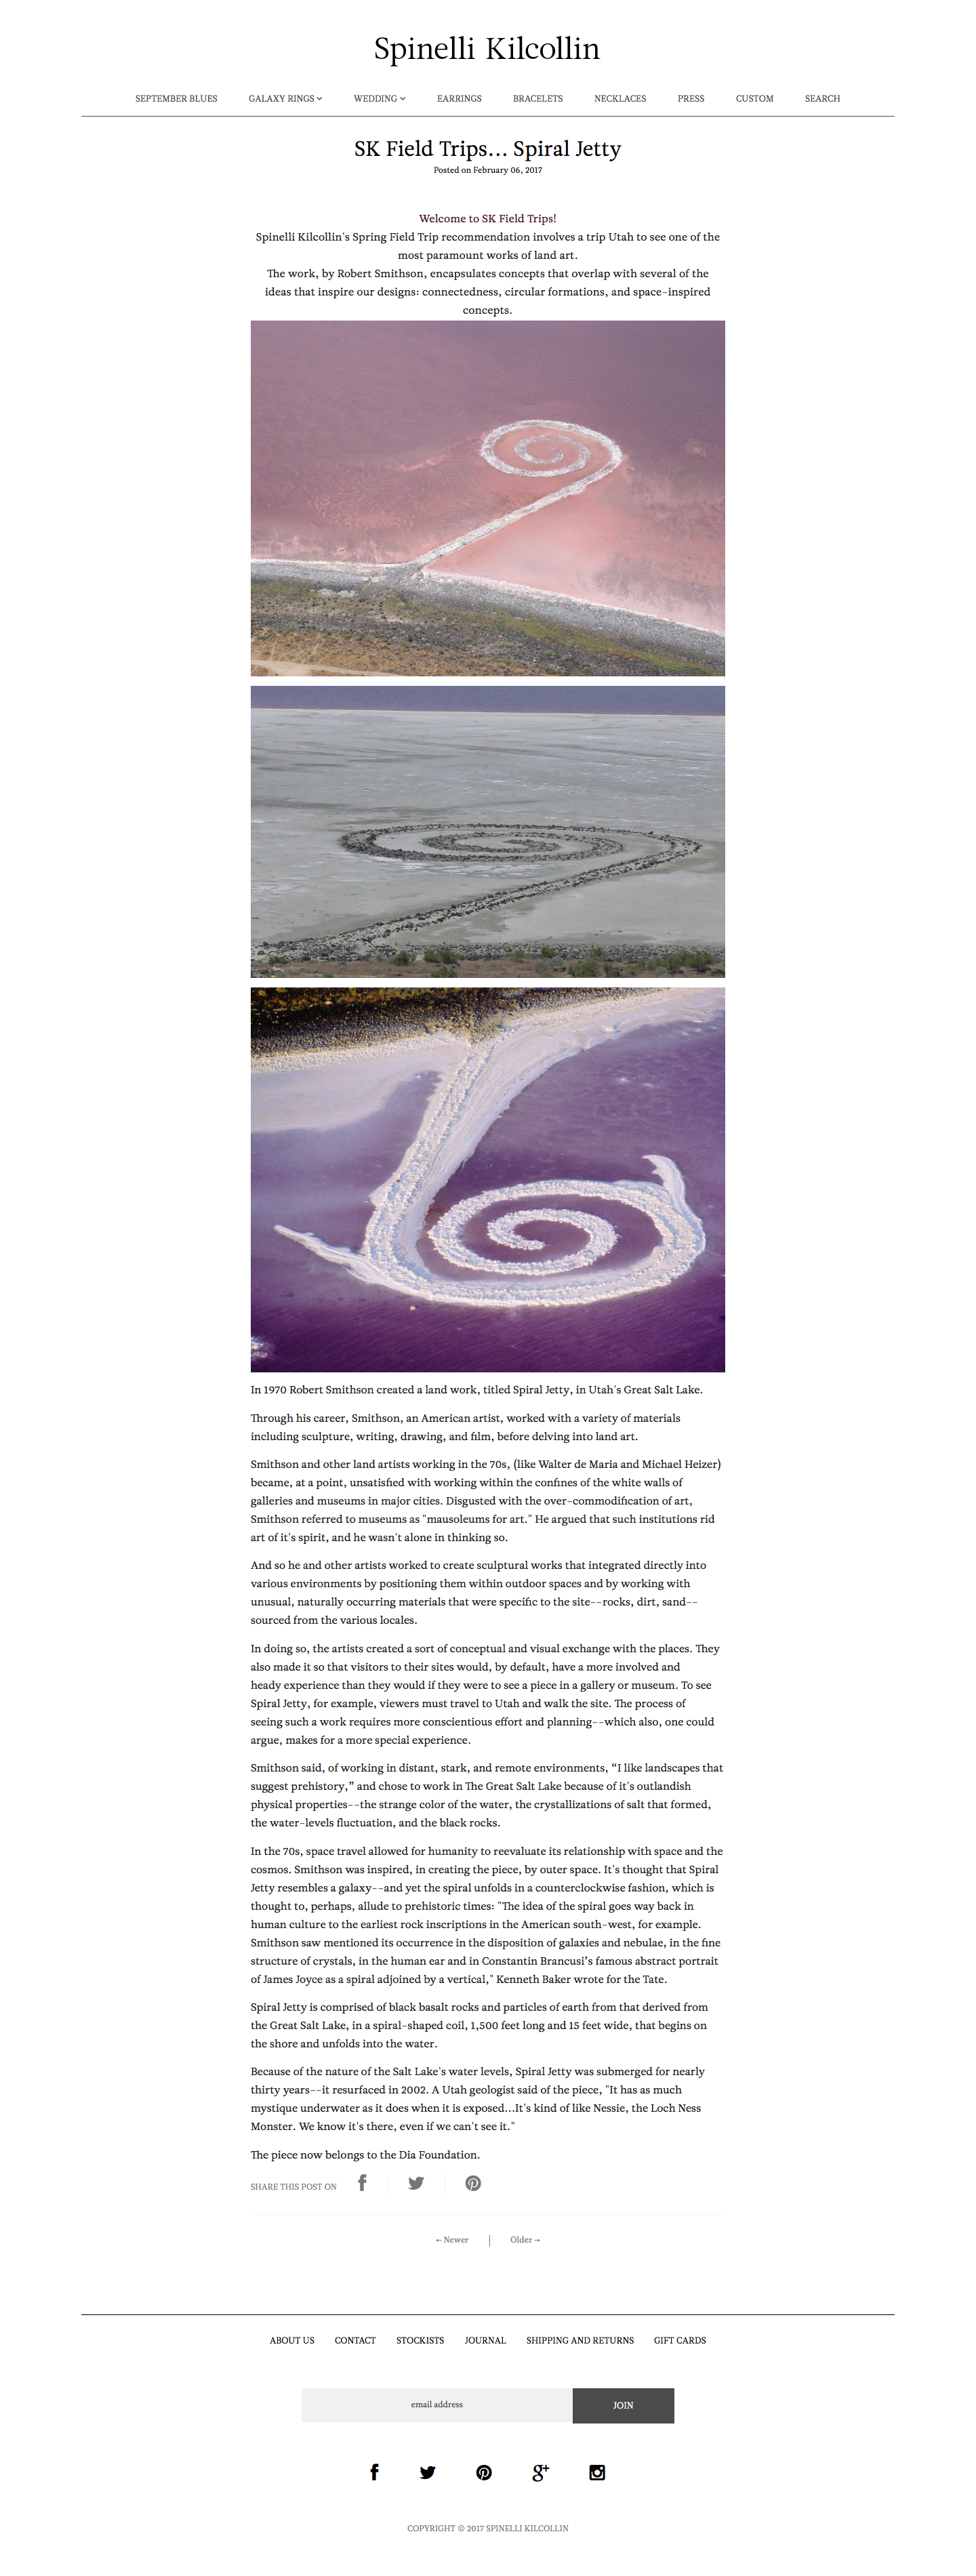 Spinelli Kilcollin
SEPTEMBER BLUES GALAXY RINGS WEDDING EARRINGS BRACELETS NECKLACES PRESS CUSTOM SEARCH
SK Field Trips... Spiral Jetty
Posted on February 06, 2017
Welcome to SK Field Trips!
Spinelli Kilcollin's Spring Field Trip recommendation involves a trip Utah to see one of the
most paramount works of land art.
The work, by Robert Smithson, encapsulates concepts that overlap with several of the
ideas that inspire our designs: connectedness, circular formations, and space-inspired
concepts.
In 1970 Robert Smithson created a land work, titled Spiral Jetty, in Utah's Great Salt Lake.
Through his career, Smithson, an American artist, worked with a variety of materials
including sculpture, writing, drawing, and film, before delving into land art.
Smithson and other land artists working in the 70s, (like Walter de Maria and Michael Heizer)
became, at a point, unsatisfied with working within the confines of the white walls of
galleries and museums in major cities. Disgusted with the over-commodification of art,
Smithson referred to museums as "mausoleums for art." He argued that such institutions rid
art of it's spirit, and he wasn't alone in thinking so.
And so he and other artists worked to create sculptural works that integrated directly into
various environments by positioning them within outdoor spaces and by working with
unusual, naturally occurring materials that were specific to the site--rocks, dirt, sand--
sourced from the various locales.
In doing so, the artists created a sort of conceptual and visual exchange with the places. They
also made it so that visitors to their sites would, by default, have a more involved and
heady experience than they would if they were to see a piece in a gallery or museum. To see
Spiral Jetty, for example, viewers must travel to Utah and walk the site. The process of
seeing such a work requires more conscientious effort and planning--which also, one could
argue, makes for a more special experience.
Smithson said, of working in distant, stark, and remote environments, “I like landscapes that
suggest prehistory,” and chose to work in The Great Salt Lake because of it's outlandish
physical properties--the strange color of the water, the crystallizations of salt that formed,
the water-levels fluctuation, and the black rocks.
In the 70s, space travel allowed for humanity to reevaluate its relationship with space and the
cosmos. Smithson was inspired, in creating the piece, by outer space. It's thought that Spiral
Jetty resembles a galaxy--and yet the spiral unfolds in a counterclockwise fashion, which is
thought to, perhaps, allude to prehistoric times: "The idea of the spiral goes way back in
human culture to the earliest rock inscriptions in the American south-west, for example.
Smithson saw mentioned its occurrence in the disposition of galaxies and nebulae, in the fine
structure of crystals, in the human ear and in Constantin Brancusi’s famous abstract portrait
of James Joyce as a spiral adjoined by a vertical," Kenneth Baker wrote for the Tate.
Spiral Jetty is comprised of black basalt rocks and particles of earth from that derived from
the Great Salt Lake, in a spiral-shaped coil, 1,500 feet long and 15 feet wide, that begins on
the shore and unfolds into the water.
Because of the nature of the Salt Lake's water levels, Spiral Jetty was submerged for nearly
thirty years--it resurfaced in 2002. A Utah geologist said of the piece, "It has as much
mystique underwater as it does when it is exposed...It's kind of like Nessie, the Loch Ness
Monster. We know it's there, even if we can't see it."
The piece now belongs to the Dia Foundation.
SHARE THIS POST ON
← Newer | Older →
ABOUT US CONTACT STOCKISTS JOURNAL SHIPPING AND RETURNS GIFT CARDS
email address JOIN
COPYRIGHT © 2017 SPINELLI KILCOLLIN